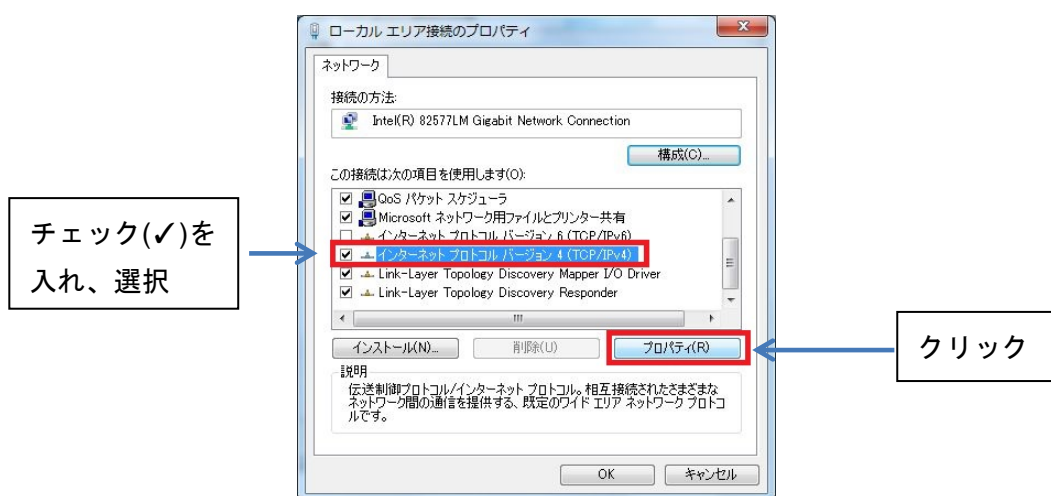 ローカル エリア接続のプロパティ
ネットワーク
接続の方法:
Intel(R) 82577LM Gigabit Network Connection
構成(C)...
この接続は次の項目を使用します(O):
QoS パケット スケジューラ
Microsoft ネットワーク用ファイルとプリンター共有
インターネット プロトコル バージョン 6 (TCP/IPv6)
インターネット プロトコル バージョン 4 (TCP/IPv4)
Link-Layer Topology Discovery Mapper I/O Driver
Link-Layer Topology Discovery Responder
チェック(✓)を
入れ、選択
インストール(N)...
削除(U)
プロパティ(R)
クリック
説明
伝送制御プロトコル/インターネット プロトコル。相互接続されたさまざまな
ネットワーク間の通信を提供する、既定のワイド エリア ネットワーク プロトコ
ルです。
OK
キャンセル